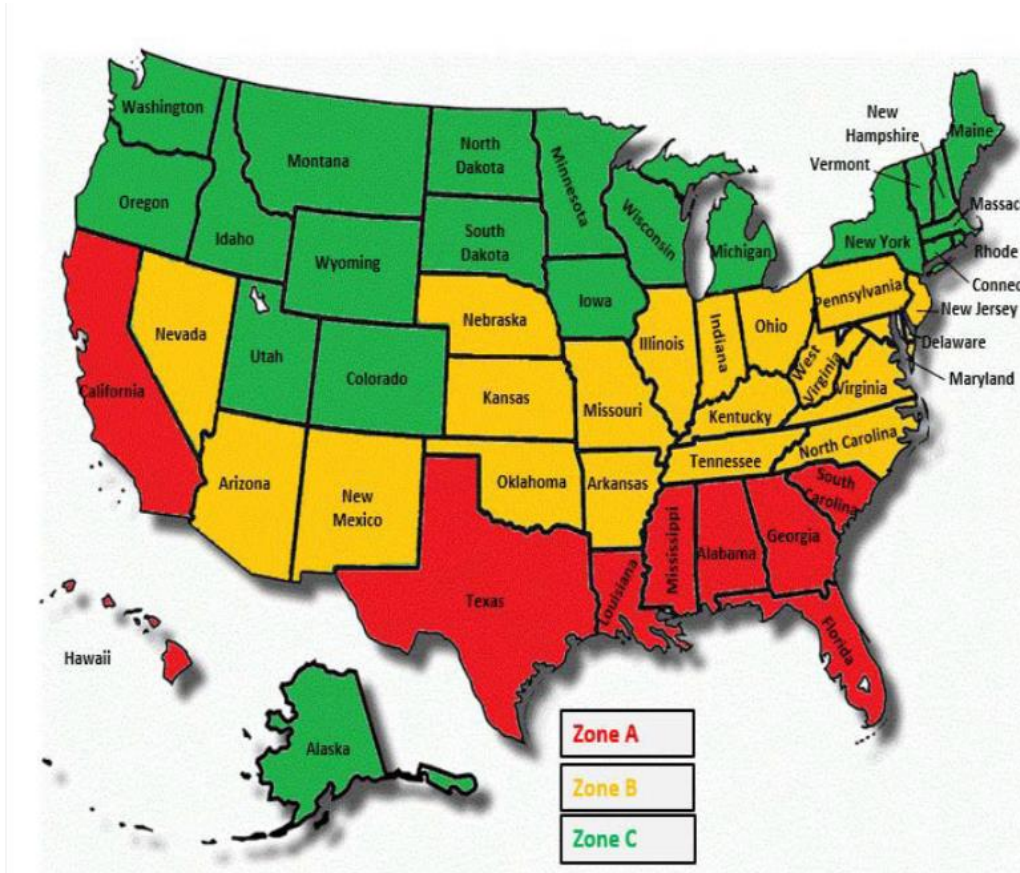 Washington
Montana
North
Dakota
Minnesota
New
Hampshire
Maine
Vermont
Oregon
Idaho
Wyoming
South
Dakota
Wisconsin
Michigan
New York
Massac
Rhode
Connec
New Jersey
Delaware
Maryland
Nevada
Utah
Colorado
Nebraska
Iowa
Illinois
Indiana
Ohio
Pennsylvania
West
Virginia
Virginia
California
Kansas
Missouri
Kentucky
North Carolina
Tennessee
Arizona
New
Mexico
Oklahoma
Arkansas
South
Carolina
Mississippi
Alabama
Georgia
Texas
Louisiana
Florida
Hawaii
Alaska
Zone A
Zone B
Zone C